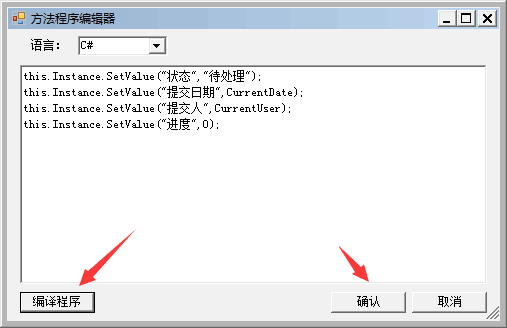 方法程序编辑器
语言： C#
this.Instance.SetValue("状态","待处理");
this.Instance.SetValue("提交日期",CurrentDate);
this.Instance.SetValue("提交人",CurrentUser);
this.Instance.SetValue("进度",0);
编译程序 确认 取消